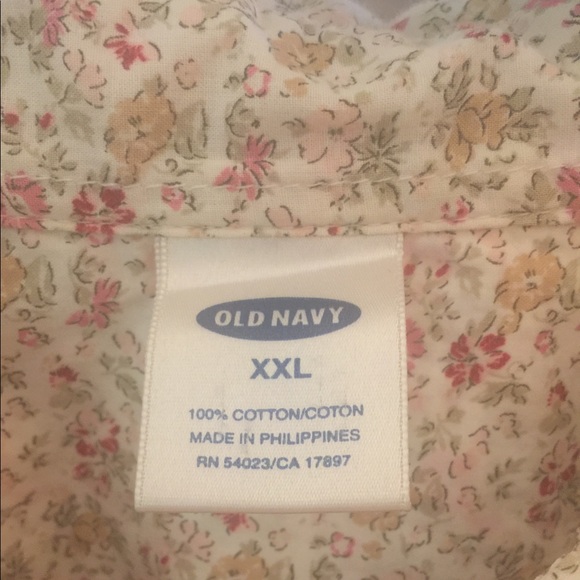 OLD NAVY
XXL
100% COTTON/COTON
MADE IN PHILIPPINES
RN 54023/CA 17897